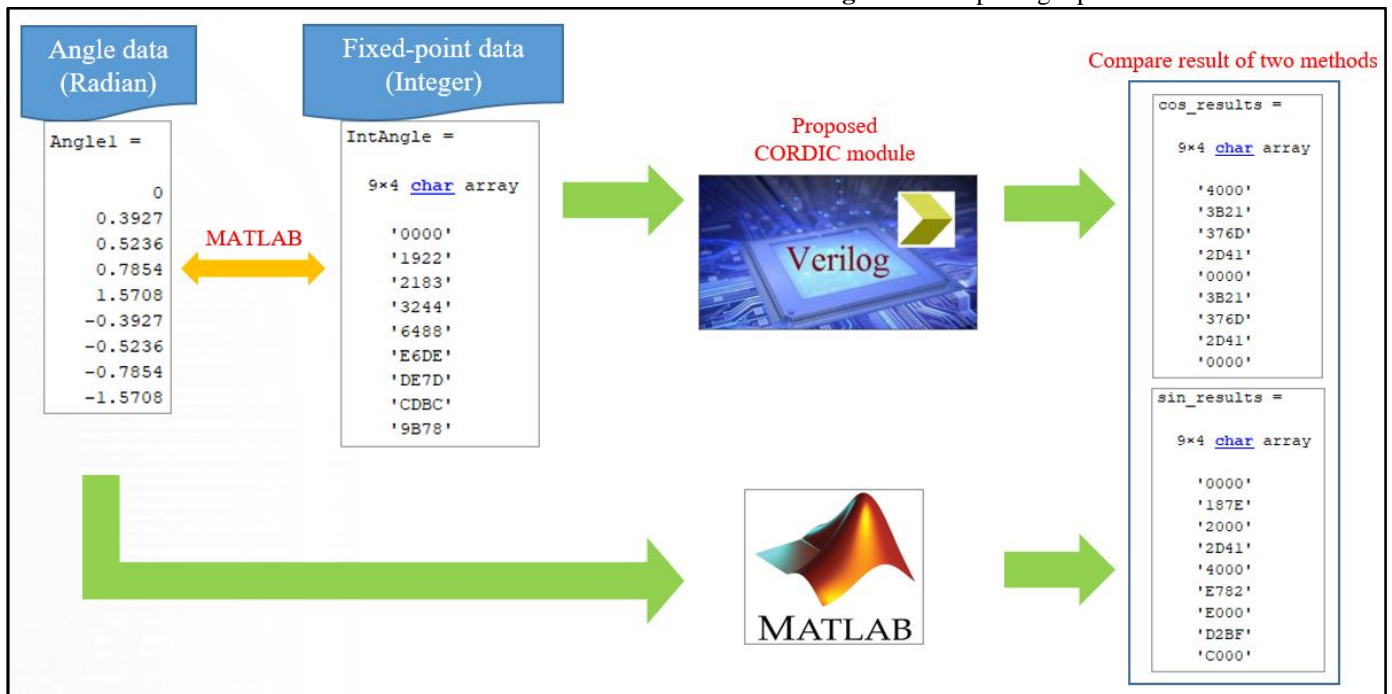 Angle data
(Radian)
Angle1 =
0
0.3927
0.5236
0.7854
1.5708
-0.3927
-0.5236
-0.7854
-1.5708
MATLAB
Fixed-point data
(Integer)
IntAngle =
9×4 char array
'0000'
'1922'
'2183'
'3244'
'6488'
'E6DE'
'DE7D'
'CDBC'
'9B78'
Proposed
CORDIC module
Verilog
MATLAB
Compare result of two methods
cos_results =
9×4 char array
'4000'
'3B21'
'376D'
'2D41'
'0000'
'3B21'
'376D'
'2D41'
'0000'
sin_results =
9×4 char array
'0000'
'187E'
'2000'
'2D41'
'4000'
'E782'
'E000'
'D2BF'
'C000'